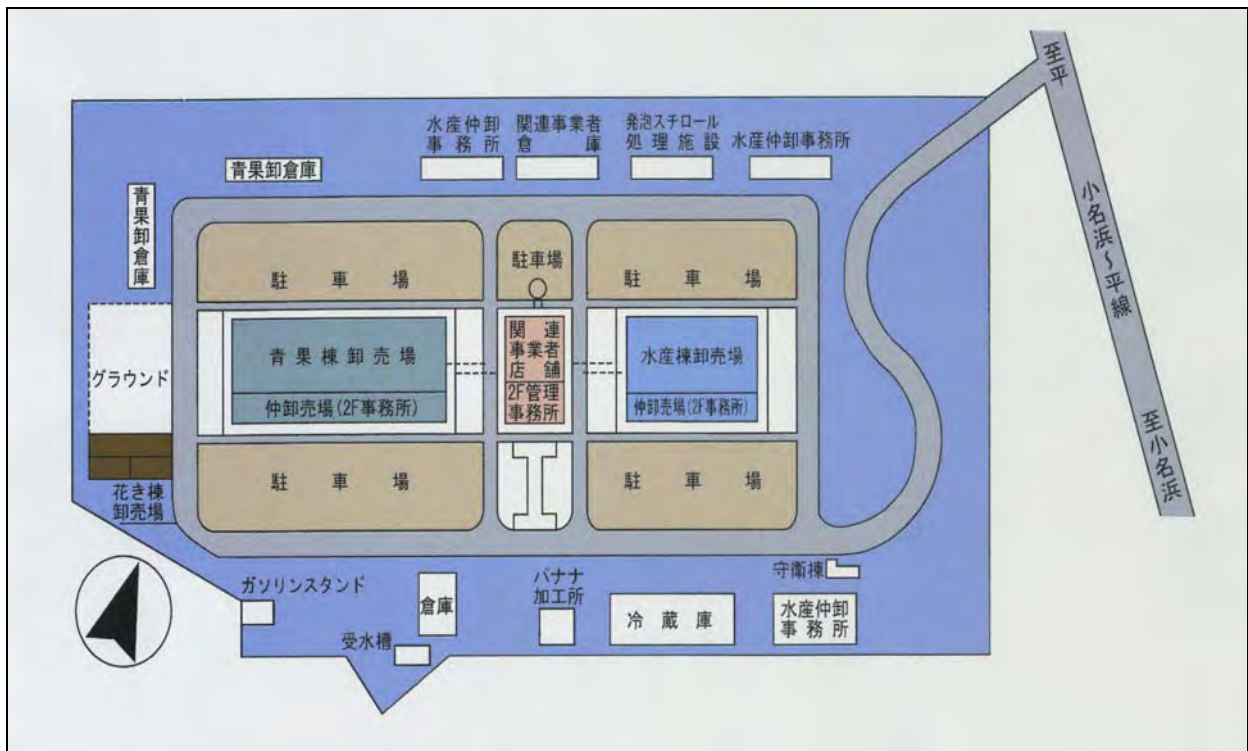 至平
水産仲卸
事務所
関連事業者
倉庫
発泡スチロール
処理施設
水産仲卸事務所
青果卸倉庫
青果卸倉庫
小名浜～平線
至小名浜
駐車場
駐車場
駐車場
グラウンド
青果棟卸売場
仲卸売場(2F事務所)
関連
事業者
店舗
2F管理
事務所
水産棟卸売場
仲卸売場(2F事務所)
駐車場
駐車場
花き棟
卸売場
ガソリンスタンド
倉庫
受水槽
バナナ
加工所
冷蔵庫
守衛棟
水産仲卸
事務所